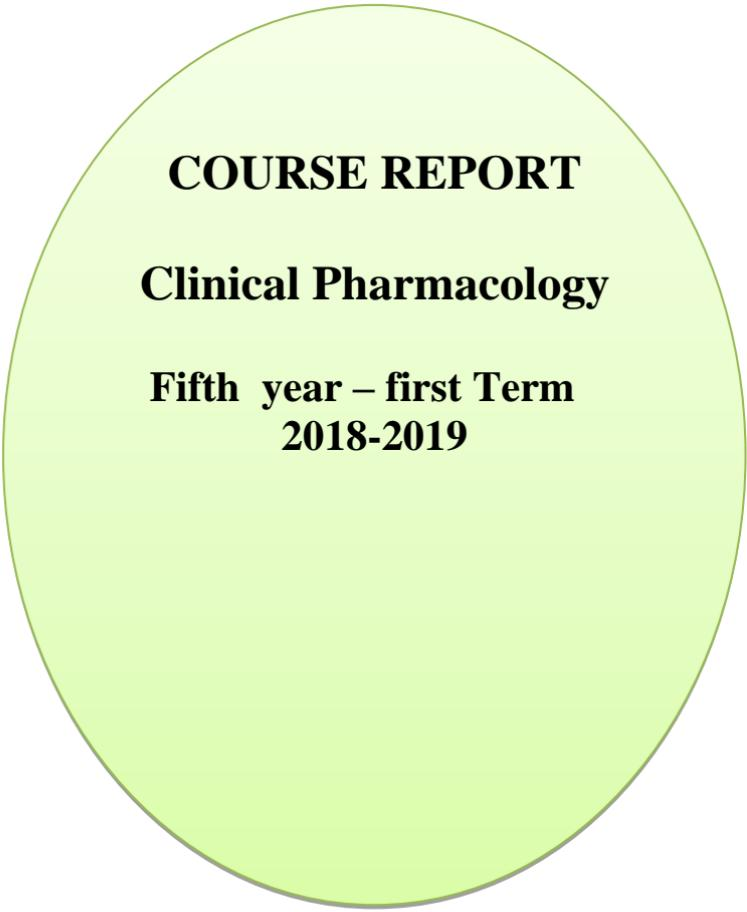 COURSE REPORT
Clinical Pharmacology
Fifth  year – first Term
2018-2019